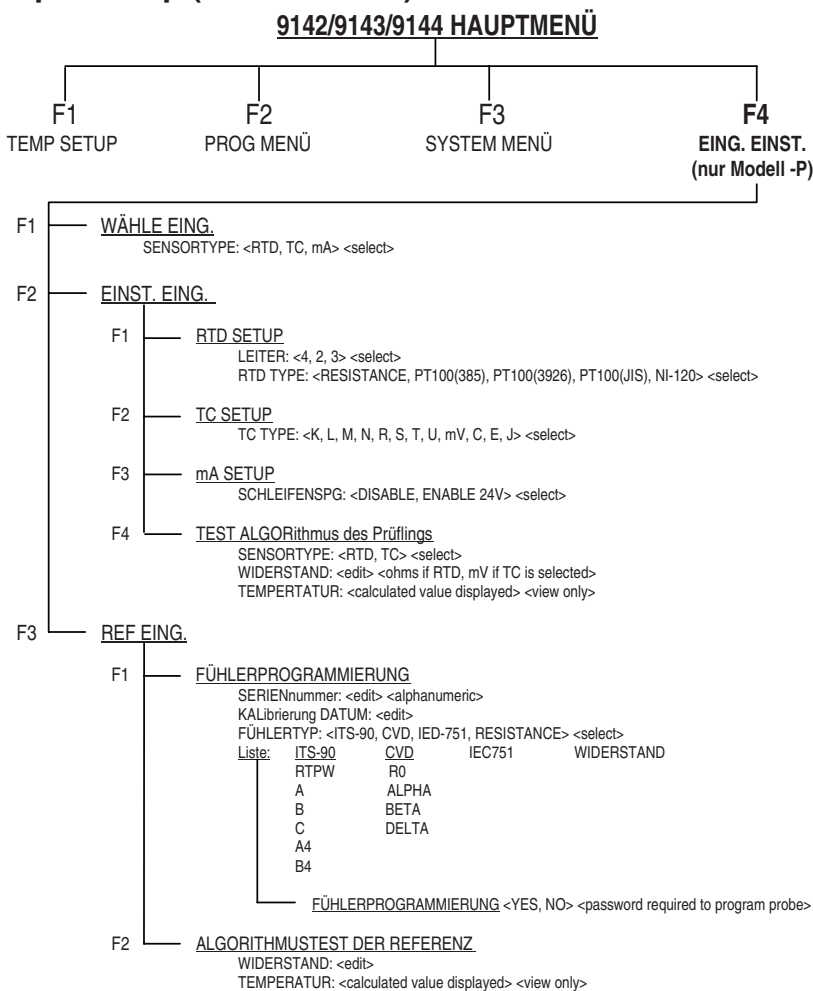 9142/9143/9144 HAUPTMENÜ
F1 F2 F3 F4
TEMP SETUP PROG MENÜ SYSTEM MENÜ EING. EINST.
(nur Modell -P)
F1 WÄHLE EING.
SENSORTYPE: <RTD, TC, mA> <select>
F2 EINST. EING.
F1 RTD SETUP
LEITER: <4, 2, 3> <select>
RTD TYPE: <RESISTANCE, PT100(385), PT100(3926), PT100(JIS), NI-120> <select>
F2 TC SETUP
TC TYPE: <K, L, M, N, R, S, T, U, mV, C, E, J> <select>
F3 mA SETUP
SCHLEIFENSPG: <DISABLE, ENABLE 24V> <select>
F4 TEST ALGORithmus des Prüflings
SENSORTYPE: <RTD, TC> <select>
WIDERSTAND: <edit> <ohms if RTD, mV if TC is selected>
TEMPERTATUR: <calculated value displayed> <view only>
F3 REF EING.
F1 FÜHLERPROGRAMMIERUNG
SERIENnummer: <edit> <alphanumeric>
KALibrierung DATUM: <edit>
FÜHLERTYP: <ITS-90, CVD, IED-751, RESISTANCE> <select>
Liste: ITS-90 CVD IEC751 WIDERSTAND
RTPW R0
A ALPHA
B BETA
C DELTA
A4
B4
FÜHLERPROGRAMMIERUNG <YES, NO> <password required to program probe>
F2 ALGORITHMUSTEST DER REFERENZ
WIDERSTAND: <edit>
TEMPERATUR: <calculated value displayed> <view only>